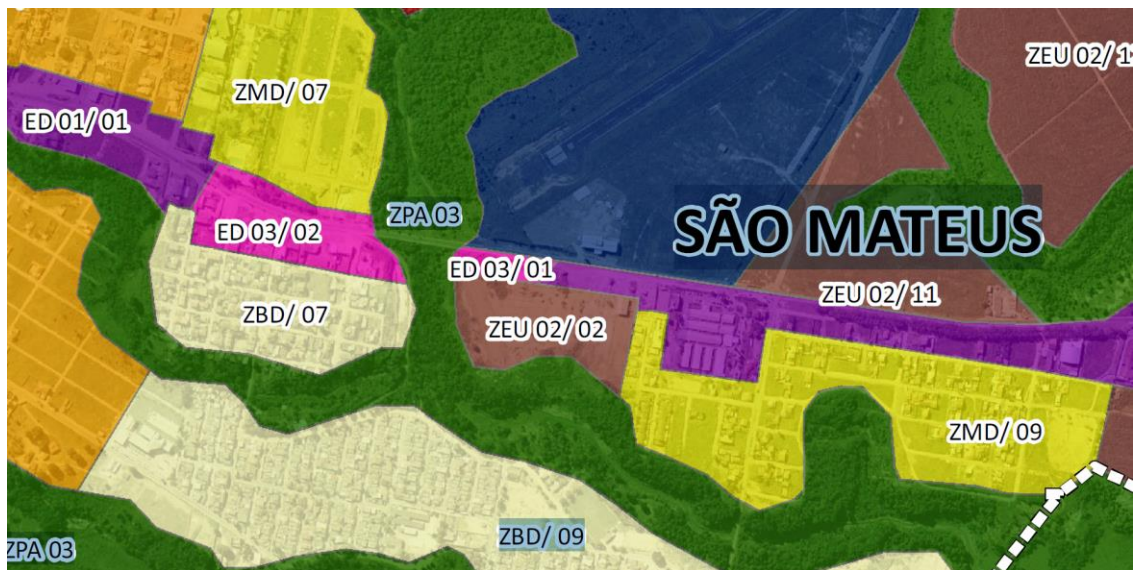 ZEU 02/ 1
ZMD/ 07
ED 01/ 01
ZPA 03
SÃO MATEUS
ED 03/ 02
ED 03/ 01
ZEU 02/ 11
ZBD/ 07
ZEU 02/ 02
ZMD/ 09
ZBD/ 09
ZPA 03